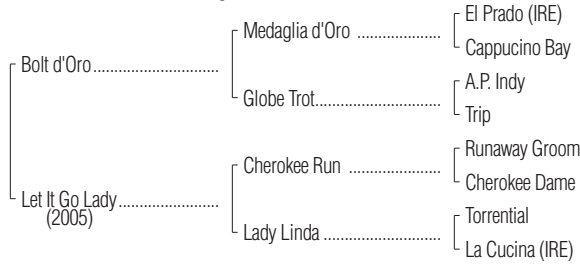 El Prado (IRE)
Medaglia d'Oro ..................
Cappucino Bay
Bolt d'Oro...........................
A.P. Indy
Globe Trot...........................
Trip
Runaway Groom
Cherokee Run ....................
Cherokee Dame
Let It Go Lady.....................
(2005)
Torrential
Lady Linda .........................
La Cucina (IRE)